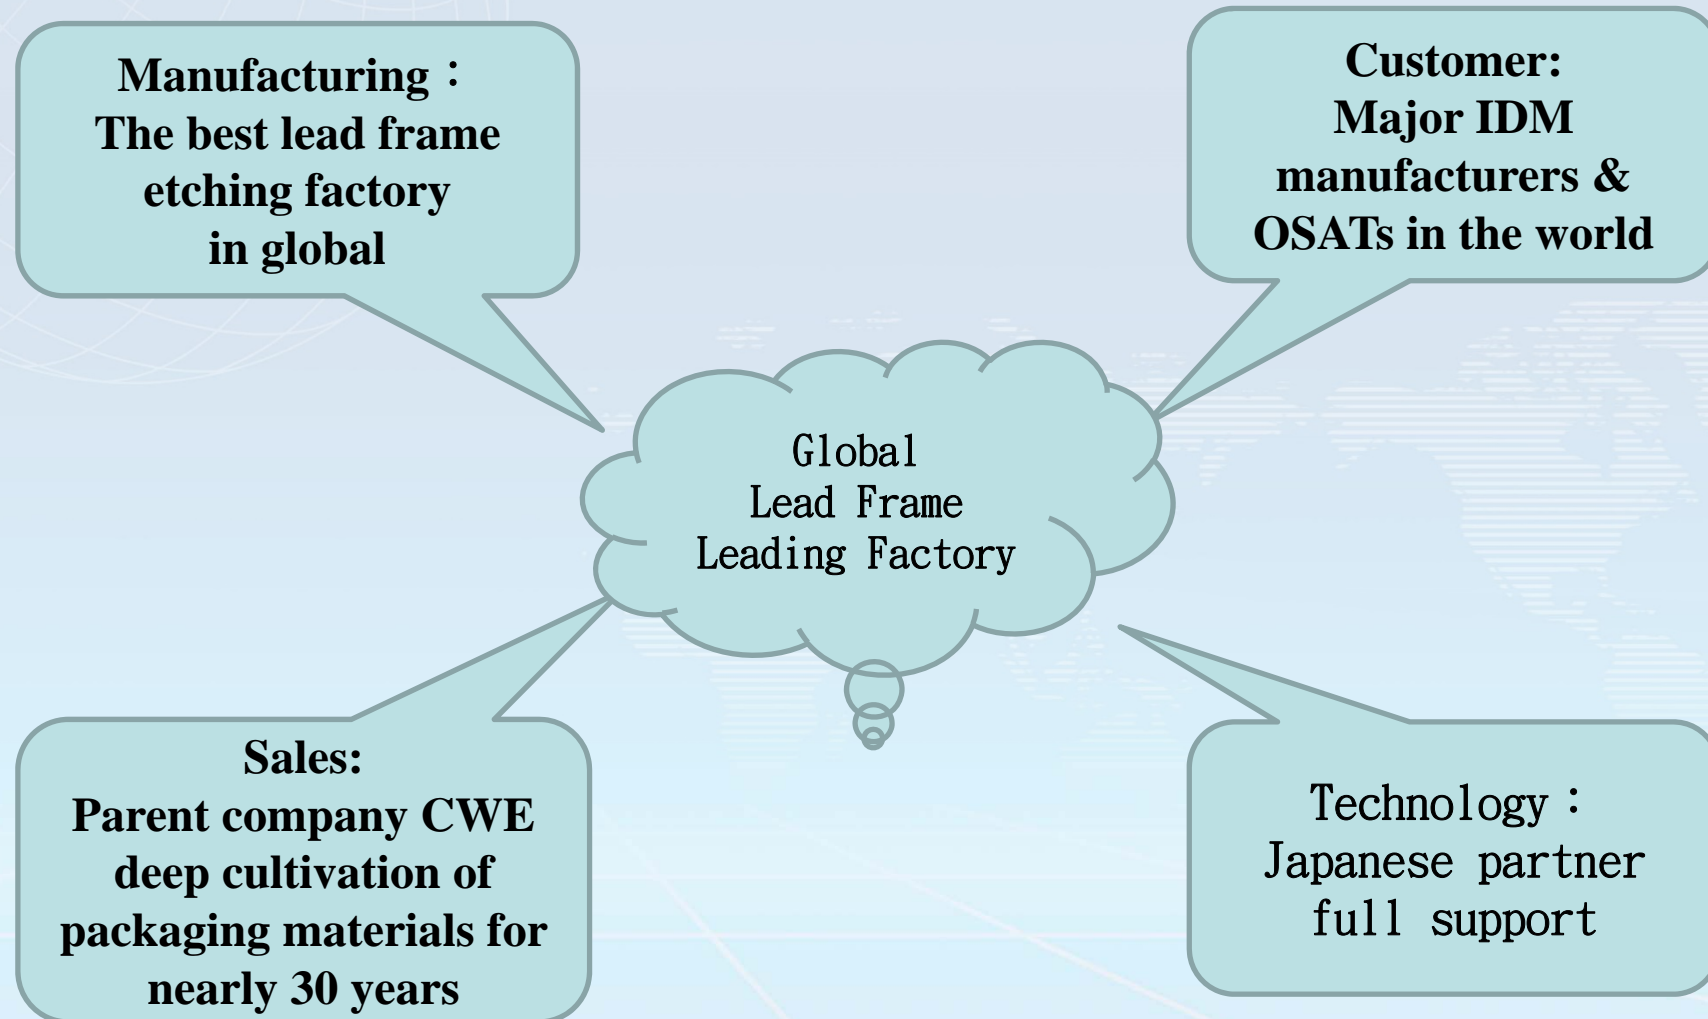 Manufacturing：
The best lead frame
etching factory
in global
Customer:
Major IDM
manufacturers &
OSATs in the world
Global
Lead Frame
Leading Factory
Sales:
Parent company CWE
deep cultivation of
packaging materials for
nearly 30 years
Technology：
Japanese partner
full support